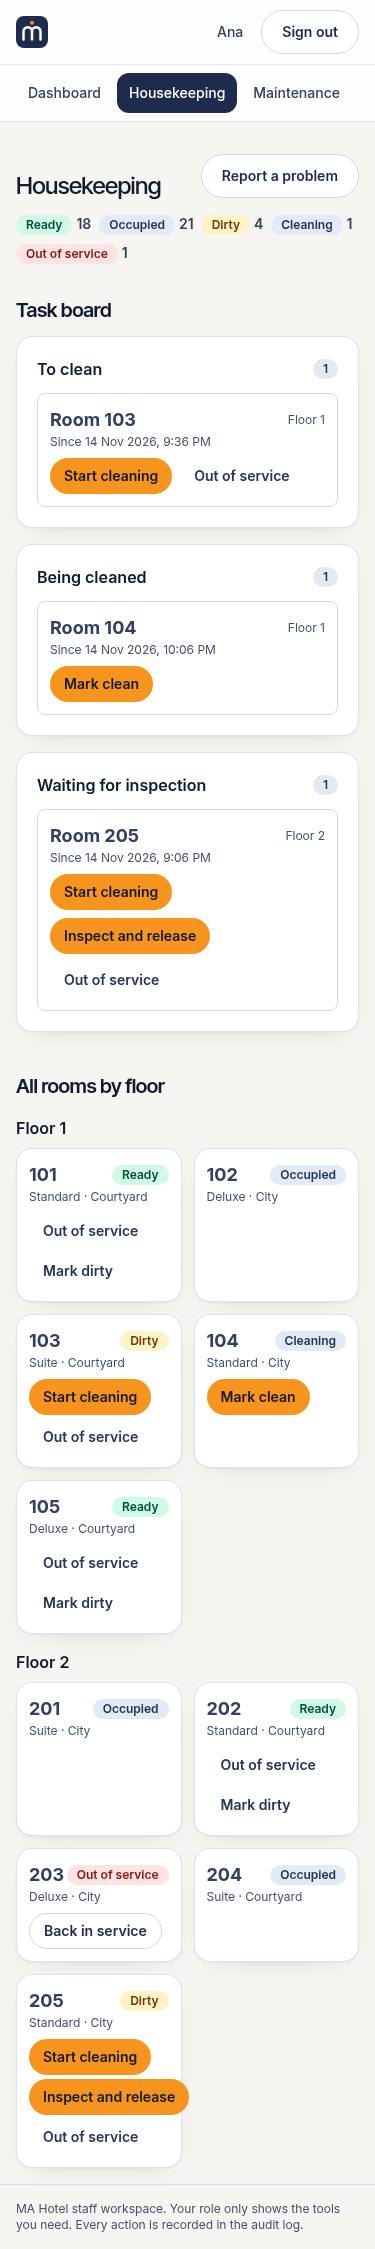 Ana Sign out
Dashboard Housekeeping Maintenance
Housekeeping Report a problem
Ready 18 Occupied 21 Dirty 4 Cleaning 1
Out of service 1
Task board
To clean 1
Room 103 Floor 1
Since 14 Nov 2026, 9:36 PM
Start cleaning Out of service
Being cleaned 1
Room 104 Floor 1
Since 14 Nov 2026, 10:06 PM
Mark clean
Waiting for inspection 1
Room 205 Floor 2
Since 14 Nov 2026, 9:06 PM
Start cleaning
Inspect and release
Out of service
All rooms by floor
Floor 1
101 Ready
Standard · Courtyard
Out of service
Mark dirty
102 Occupied
Deluxe · City
103 Dirty
Suite · Courtyard
Start cleaning
Out of service
104 Cleaning
Standard · City
Mark clean
105 Ready
Deluxe · Courtyard
Out of service
Mark dirty
Floor 2
201 Occupied
Suite · City
202 Ready
Standard · Courtyard
Out of service
Mark dirty
203 Out of service
Deluxe · City
Back in service
204 Occupied
Suite · Courtyard
205 Dirty
Standard · City
Start cleaning
Inspect and release
Out of service
MA Hotel staff workspace. Your role only shows the tools
you need. Every action is recorded in the audit log.